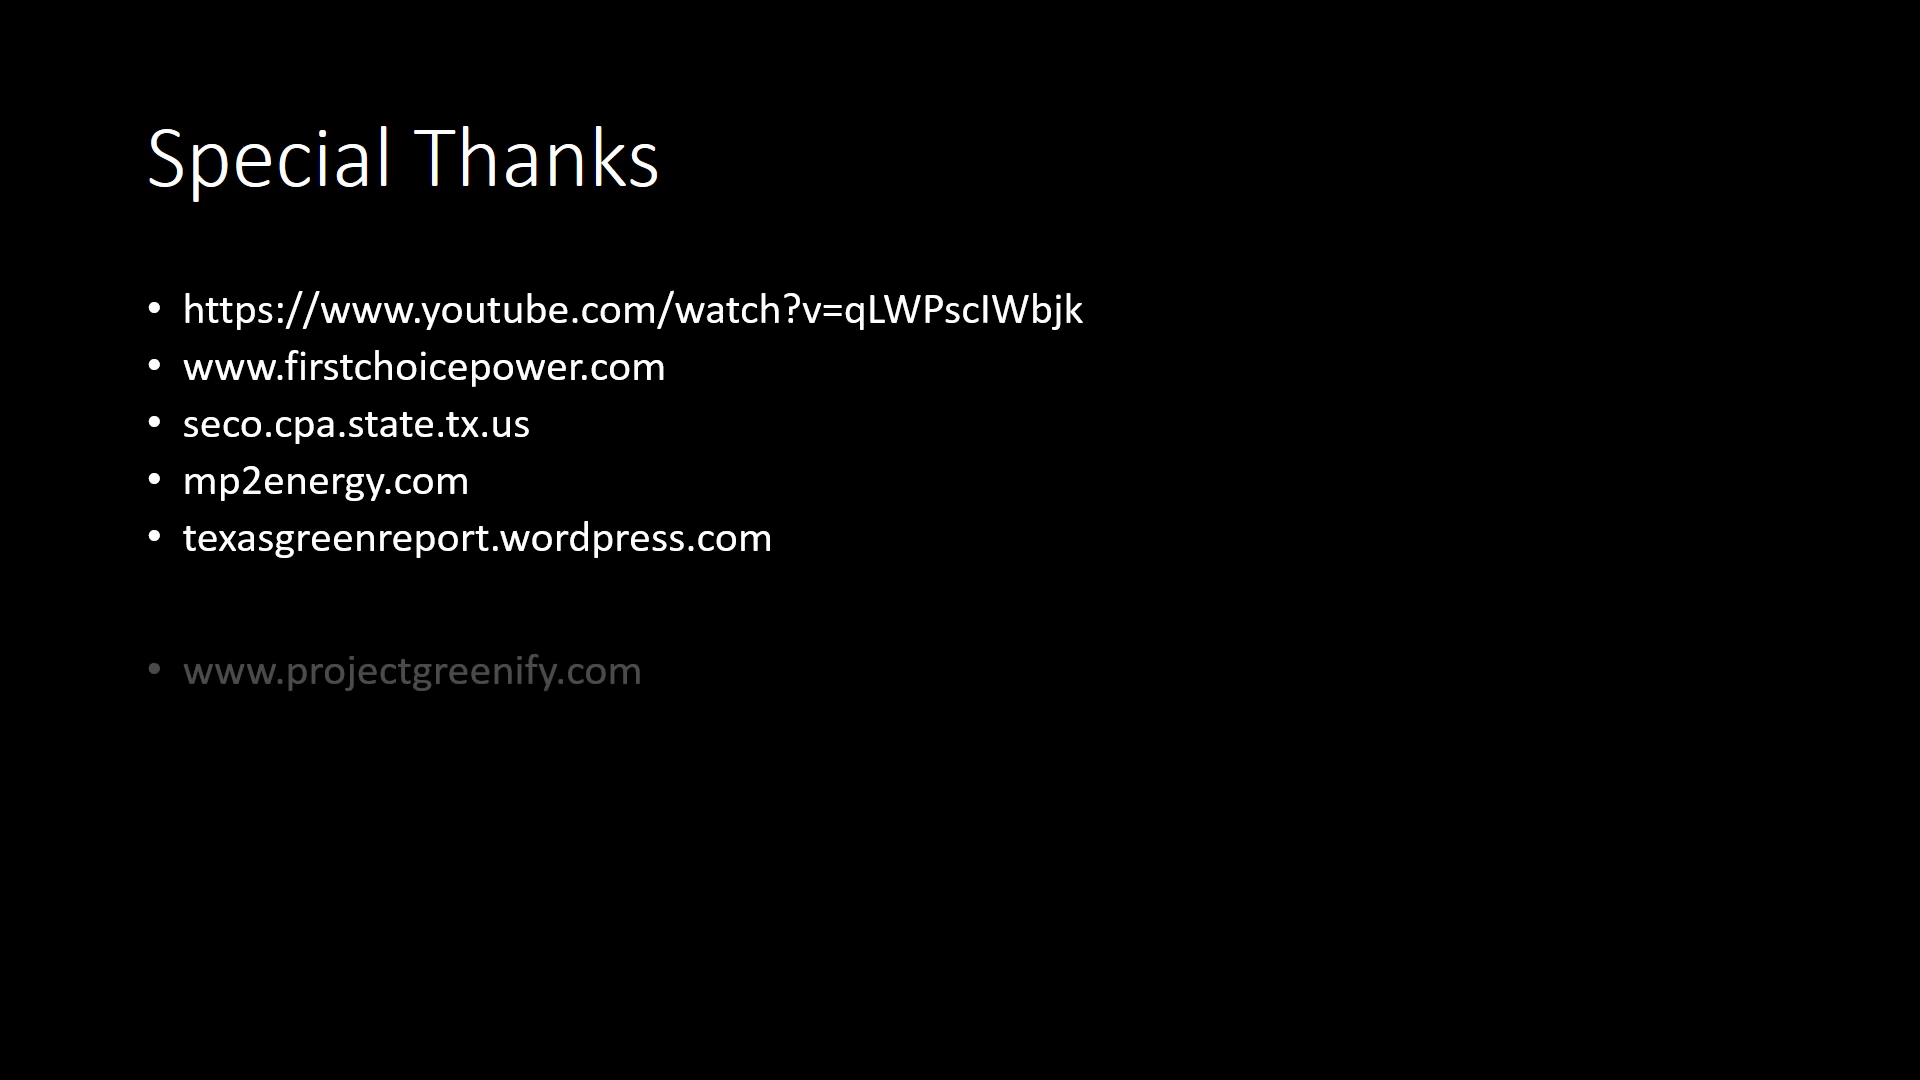 Special Thanks
• https://www.youtube.com/watch?v=qLWPscIWbjk
• www.firstchoicepower.com
• seco.cpa.state.tx.us
• mp2energy.com
• texasgreenreport.wordpress.com
• www.projectgreenify.com